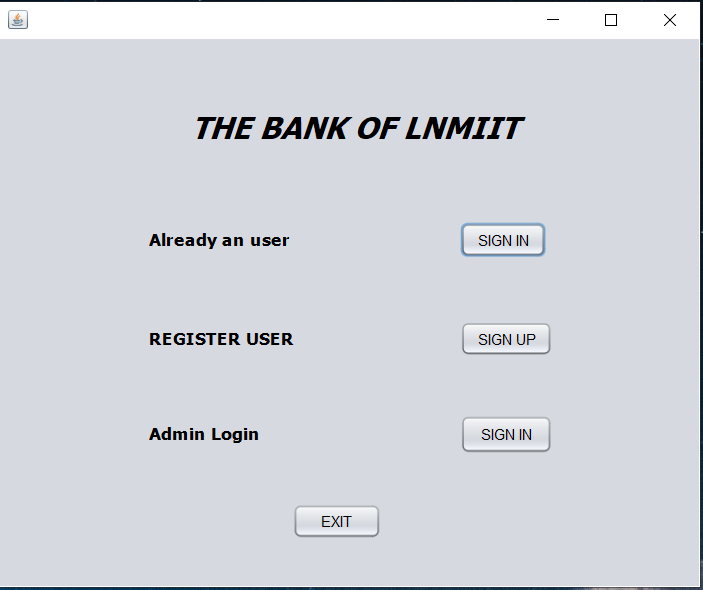 THE BANK OF LNMIIT
Already an user
SIGN IN
REGISTER USER
SIGN UP
Admin Login
SIGN IN
EXIT